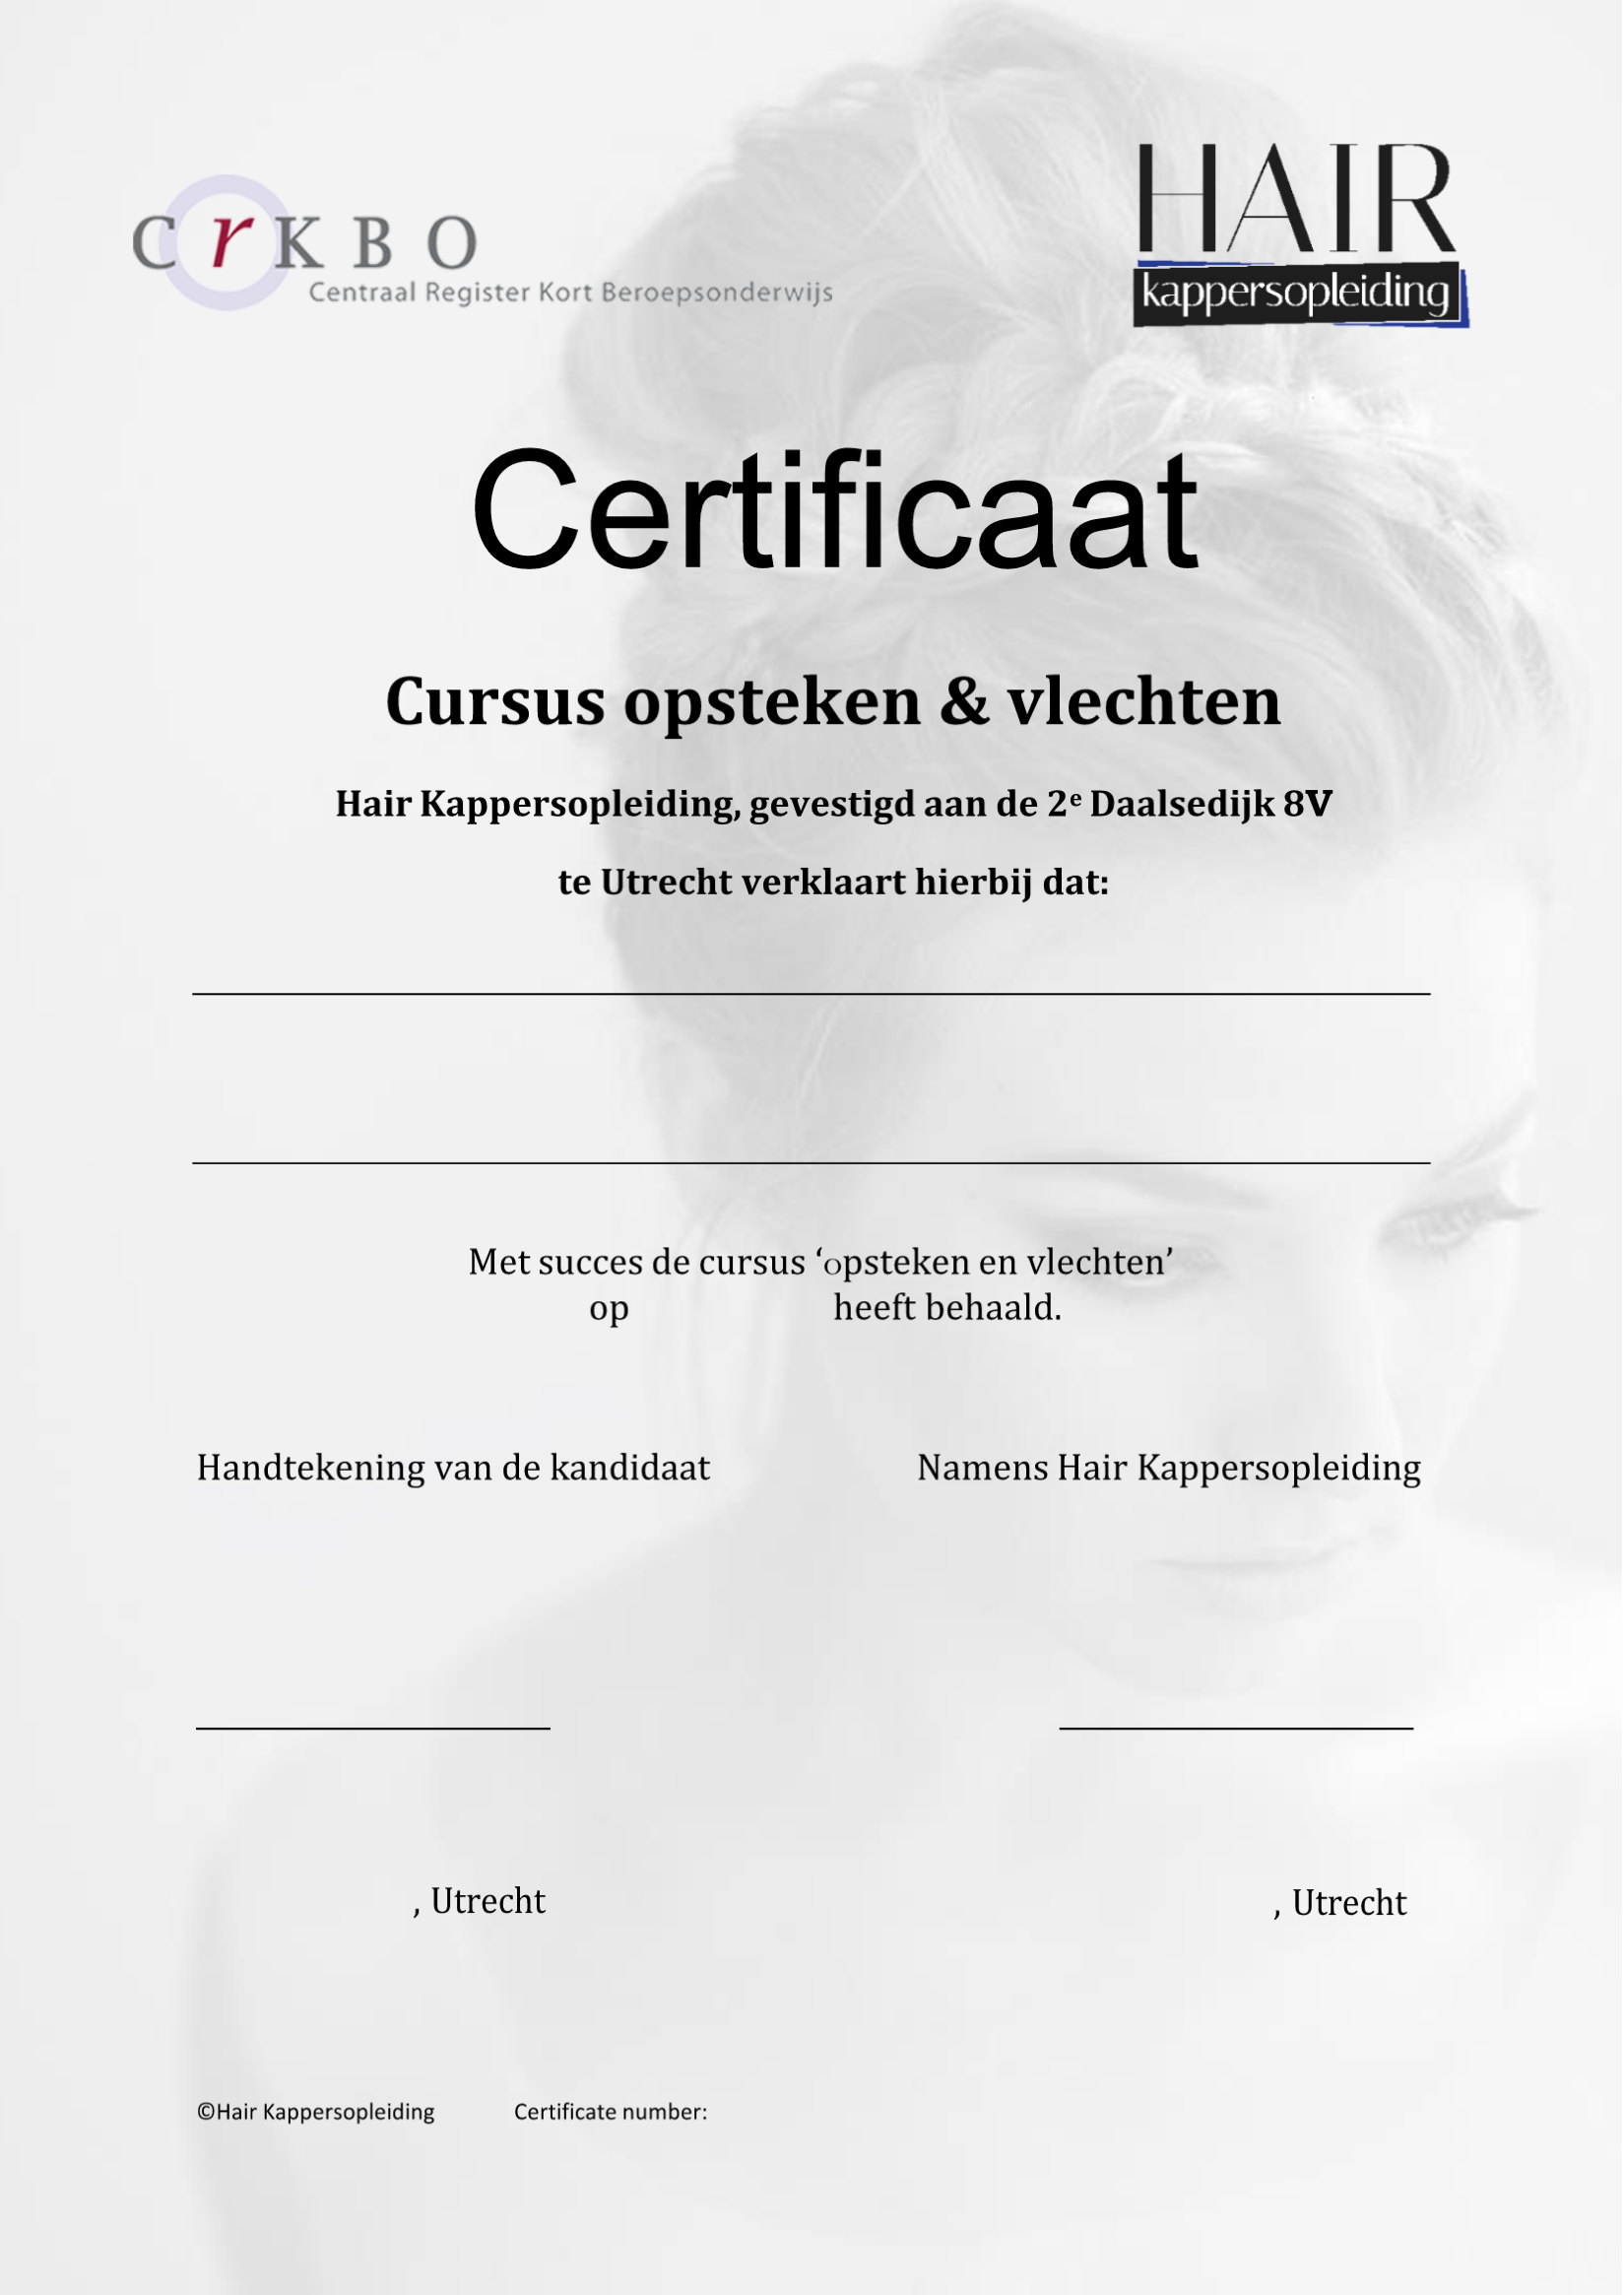 CrKBO
Centraal Register Kort Beroepsonderwijs
HAIR
kappersopleiding
Certificaat
Cursus opsteken & vlechten
Hair Kappersopleiding, gevestigd aan de 2e Daalsedijk 8V
te Utrecht verklaart hierbij dat:
Met succes de cursus ‘opsteken en vlechten’
op heeft behaald.
Handtekening van de kandidaat Namens Hair Kappersopleiding
, Utrecht , Utrecht
©Hair Kappersopleiding Certificate number: